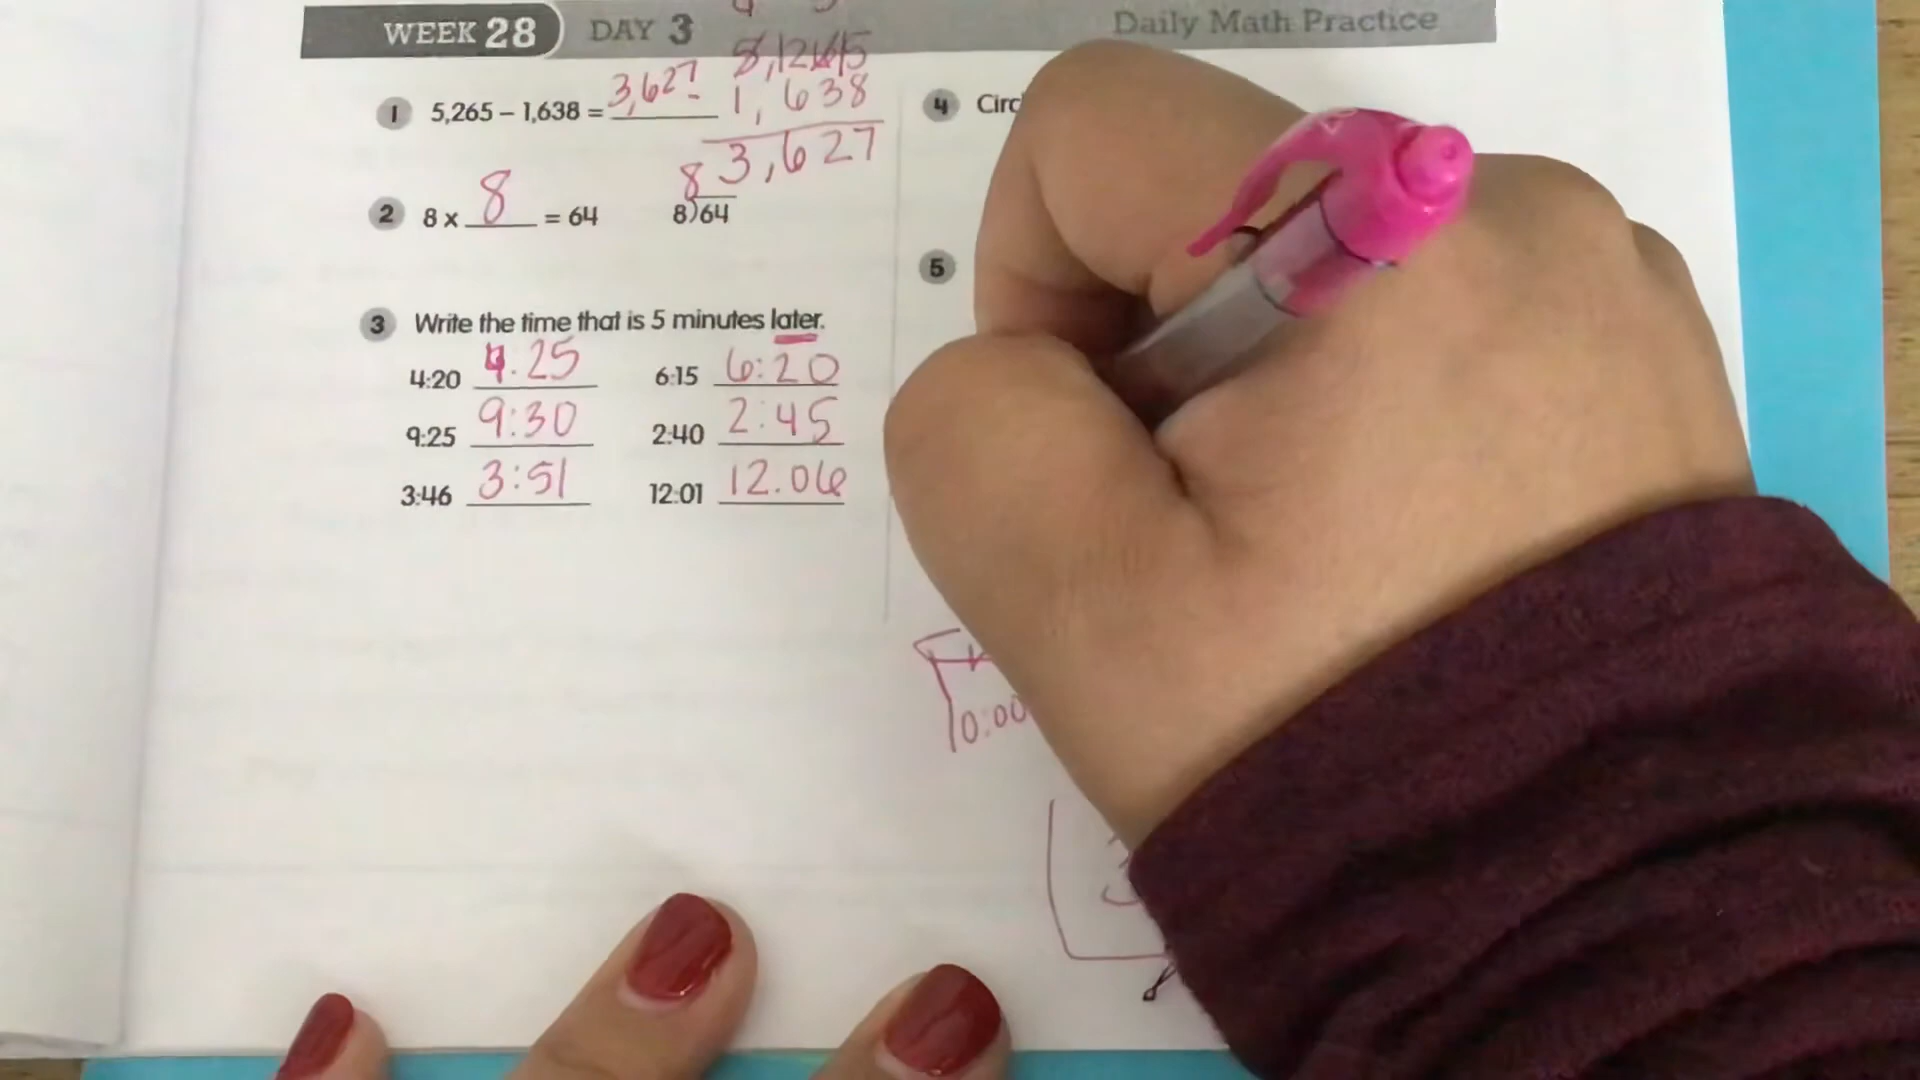 WEEK 28 DAY 3 Daily Math Practice
1 5,265 – 1,638 = 3,627
1,638
3,627
2 8 x 8 = 64
8
8)64
3 Write the time that is 5 minutes later.
4:20 4.25 6:15 6:20
9:25 9:30 2:40 2:45
3:46 3:51 12:01 12.06
4 Circ
5
0:00